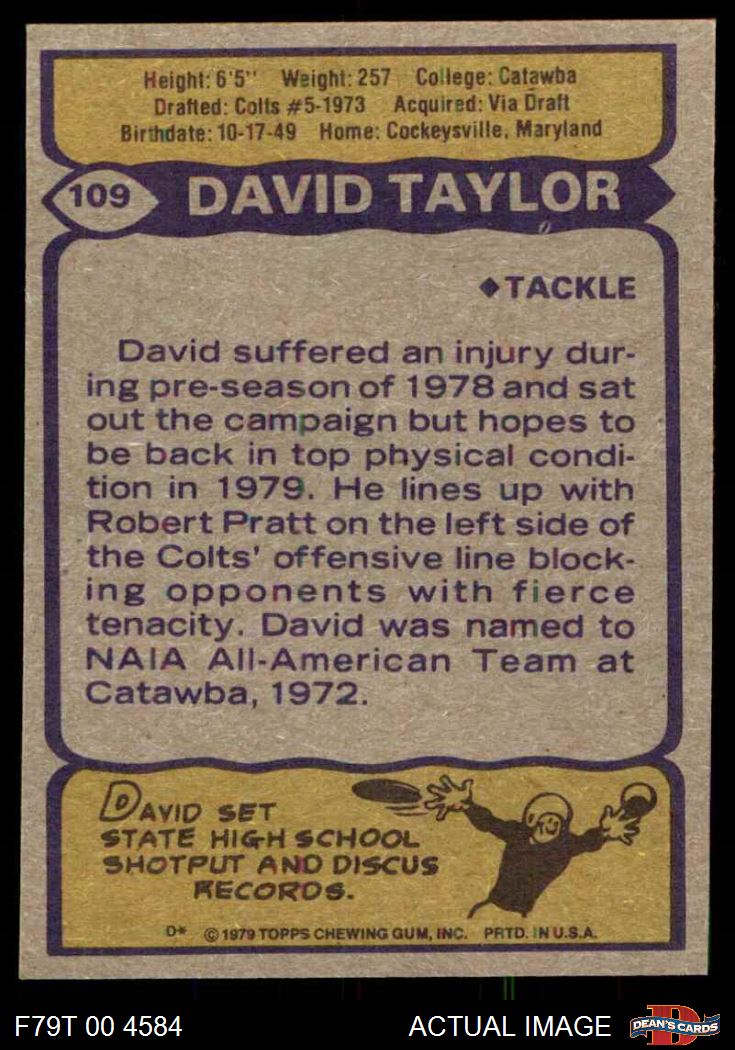 Height: 6'5" Weight: 257 College: Catawba
Drafted: Colts #5-1973 Acquired: Via Draft
Birthdate: 10-17-49 Home: Cockeysville, Maryland
109 DAVID TAYLOR
◆TACKLE
David suffered an injury dur-
ing pre-season of 1978 and sat
out the campaign but hopes to
be back in top physical condi-
tion in 1979. He lines up with
Robert Pratt on the left side of
the Colts' offensive line block-
ing opponents with fierce
tenacity. David was named to
NAIA All-American Team at
Catawba, 1972.
DAVID SET
STATE HIGH SCHOOL
SHOTPUT AND DISCUS
RECORDS.
D* © 1979 TOPPS CHEWING GUM, INC. PRTD. IN U.S.A.
F79T 00 4584 ACTUAL IMAGE DEAN'S CARDS